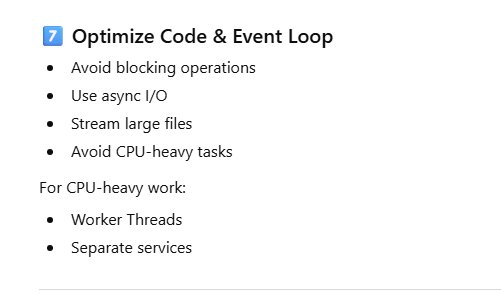 7 Optimize Code & Event Loop
• Avoid blocking operations
• Use async I/O
• Stream large files
• Avoid CPU-heavy tasks
For CPU-heavy work:
• Worker Threads
• Separate services